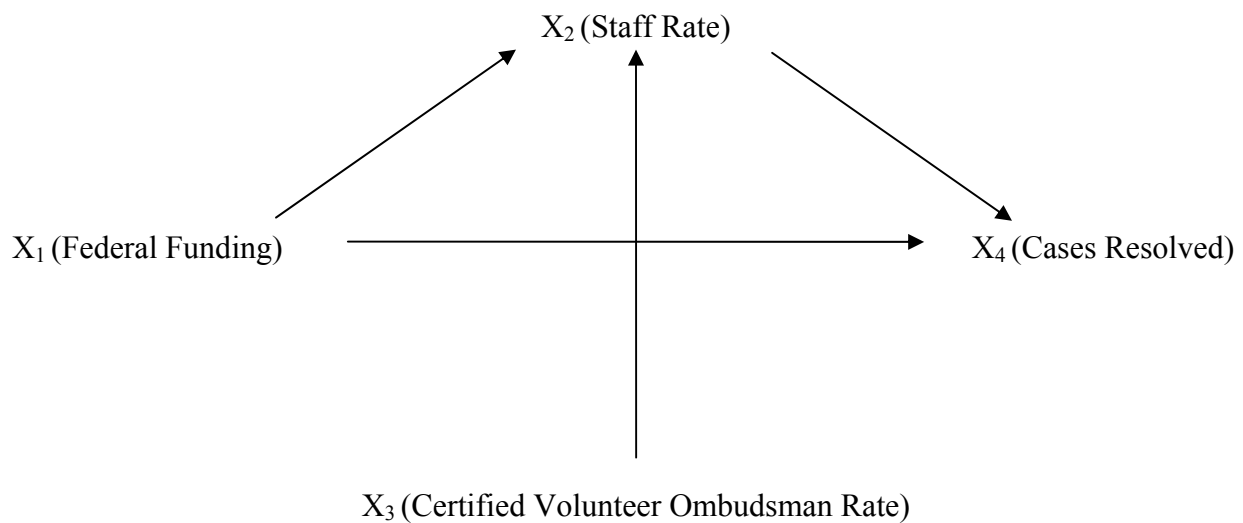 X₂ (Staff Rate)
X₁ (Federal Funding)
X₄ (Cases Resolved)
X₃ (Certified Volunteer Ombudsman Rate)